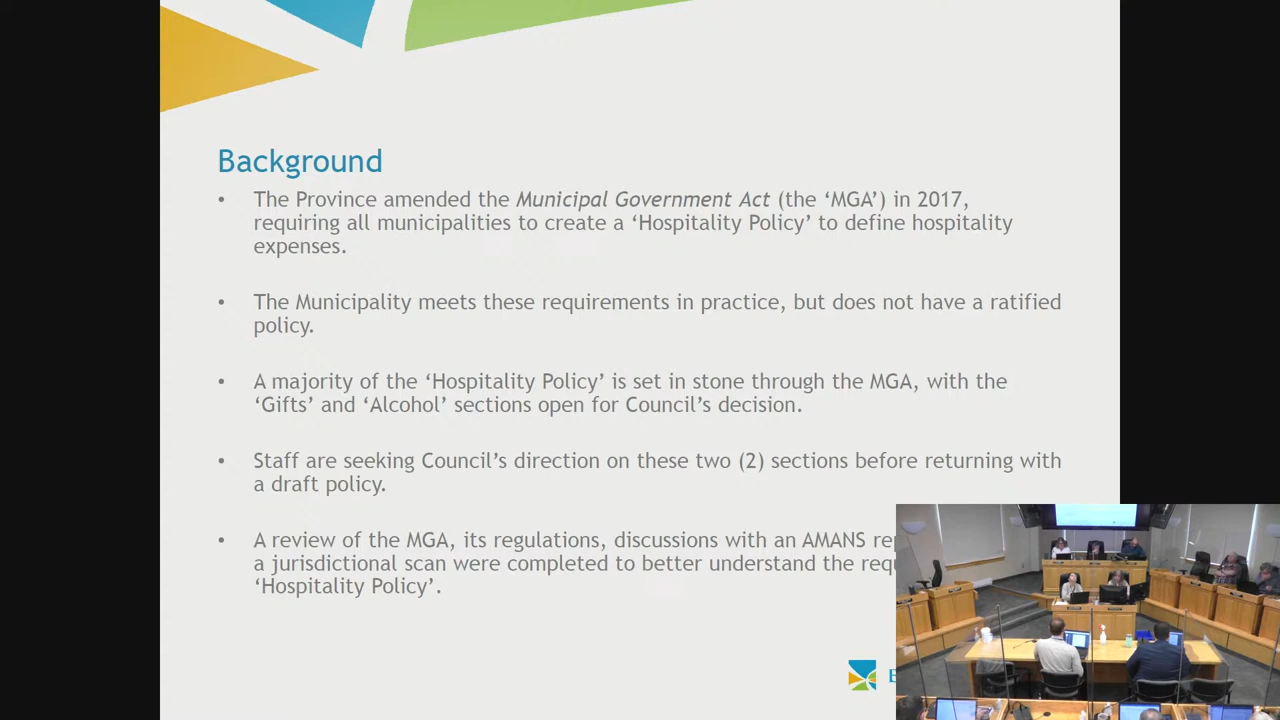 Background
• The Province amended the Municipal Government Act (the ‘MGA’) in 2017,
requiring all municipalities to create a ‘Hospitality Policy’ to define hospitality
expenses.
• The Municipality meets these requirements in practice, but does not have a ratified
policy.
• A majority of the ‘Hospitality Policy’ is set in stone through the MGA, with the
‘Gifts’ and ‘Alcohol’ sections open for Council’s decision.
• Staff are seeking Council’s direction on these two (2) sections before returning with
a draft policy.
• A review of the MGA, its regulations, discussions with an AMANS
a jurisdictional scan were completed to better understand the
‘Hospitality Policy’.